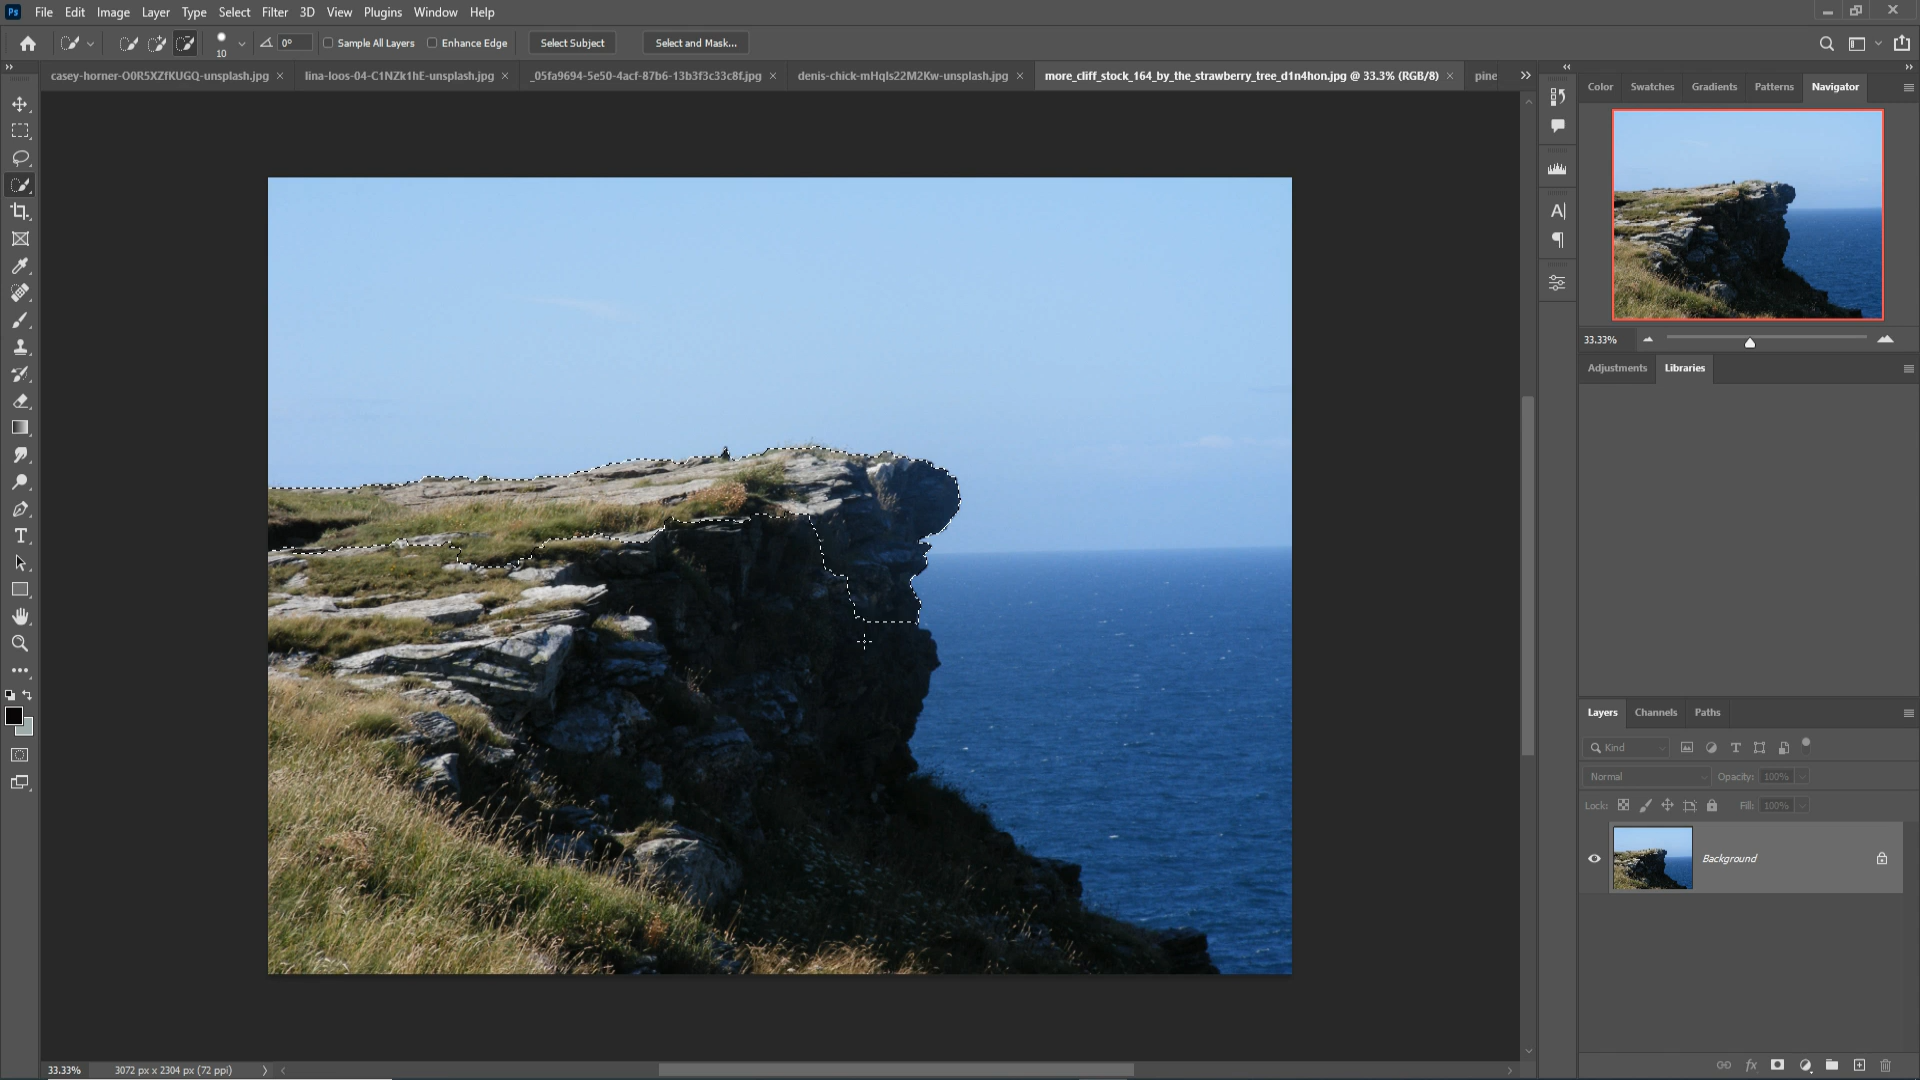 Ps File Edit Image Layer Type Select Filter 3D View Plugins Window Help
10 0° Sample All Layers Enhance Edge Select Subject Select and Mask...
casey-horner-O0R5XZfKUGQ-unsplash.jpg × lina-loos-04-C1NZk1hE-unsplash.jpg × _05fa9694-5e50-4acf-87b6-13b3f3c33c8f.jpg × denis-chick-mHqIs22M2Kw-unsplash.jpg × more_cliff_stock_164_by_the_strawberry_tree_d1n4hon.jpg @ 33.3% (RGB/8) × pine
Color Swatches Gradients Patterns Navigator
33.33%
Adjustments Libraries
Layers Channels Paths
Kind
Normal Opacity: 100%
Lock: Fill: 100%
Background
33.33% 3072 px x 2304 px (72 ppi)